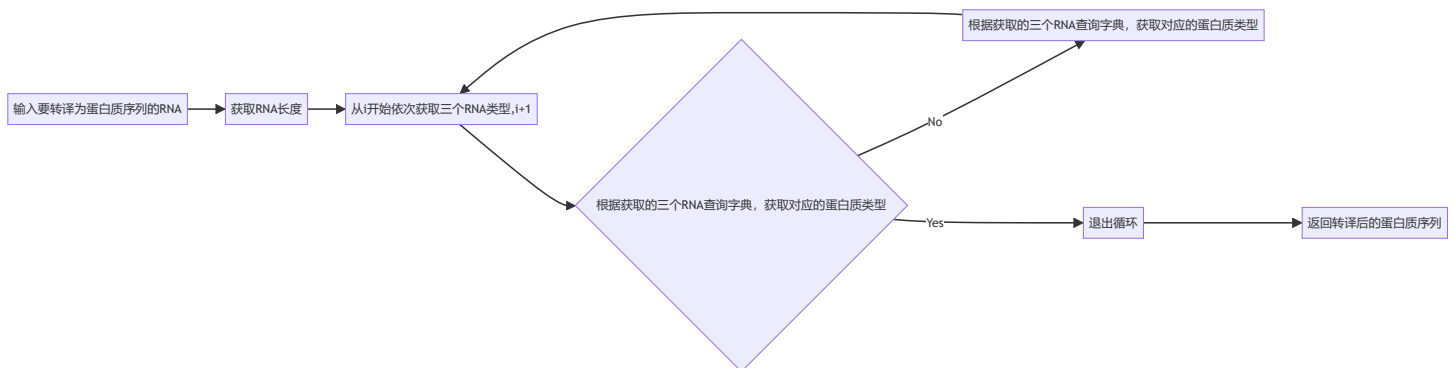 输入要转译为蛋白质序列的RNA
获取RNA长度
从i开始依次获取三个RNA类型,i+1
根据获取的三个RNA查询字典，获取对应的蛋白质类型
No
根据获取的三个RNA查询字典，获取对应的蛋白质类型
Yes
退出循环
返回转译后的蛋白质序列